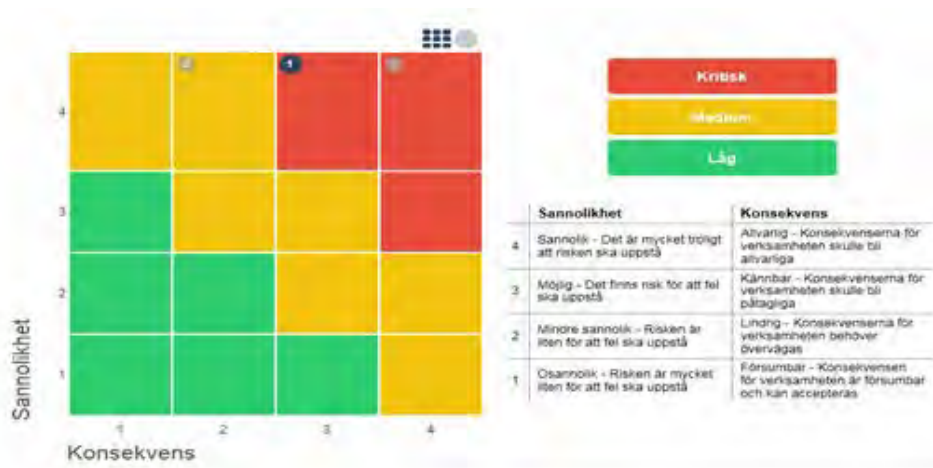 1
4
3
2
1
Sannolikhet
1
2
3
4
Konsekvens
Kritisk
Medium
Låg
Sannolikhet
Konsekvens
4
Sannolik - Det är mycket troligt
att risken ska uppstå
Allvarlig - Konsekvenserna för
verksamheten skulle bli
allvarliga
3
Möjlig - Det finns risk för att fel
ska uppstå
Kännbar - Konsekvenserna för
verksamheten skulle bli
påtagliga
2
Mindre sannolik - Risken är
liten för att fel ska uppstå
Lindrig - Konsekvenserna för
verksamheten behöver
övervägas
1
Osannolik - Risken är mycket
liten för att fel ska uppstå
Försumbar - Konsekvensen
för verksamheten är försumbar
och kan accepteras